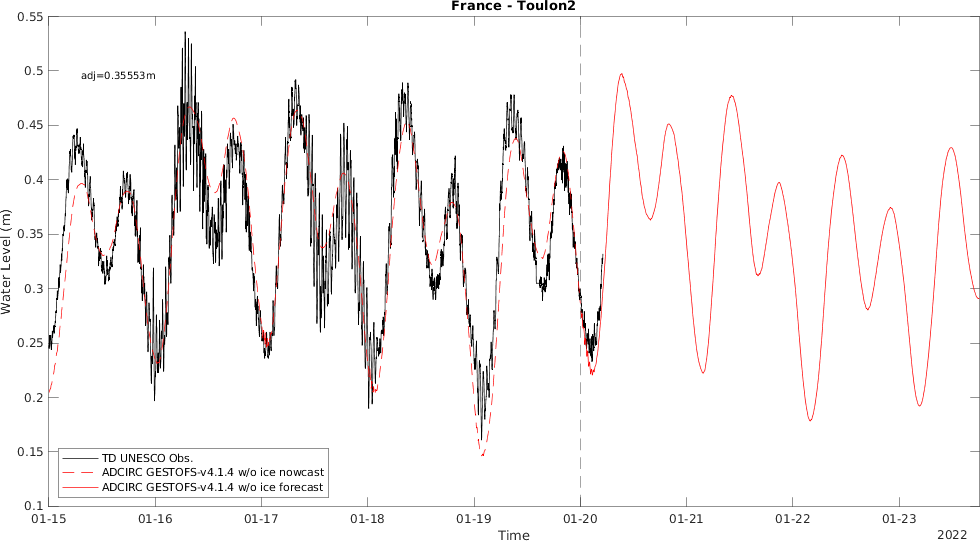 France - Toulon2
0.55
0.5
0.45
0.4
0.35
0.3
0.25
0.2
0.15
0.1
Water Level (m)
adj=0.35553m
TD UNESCO Obs.
ADCIRC GESTOFS-v4.1.4 w/o ice nowcast
ADCIRC GESTOFS-v4.1.4 w/o ice forecast
01-15 01-16 01-17 01-18 01-19 01-20 01-21 01-22 01-23
Time
2022